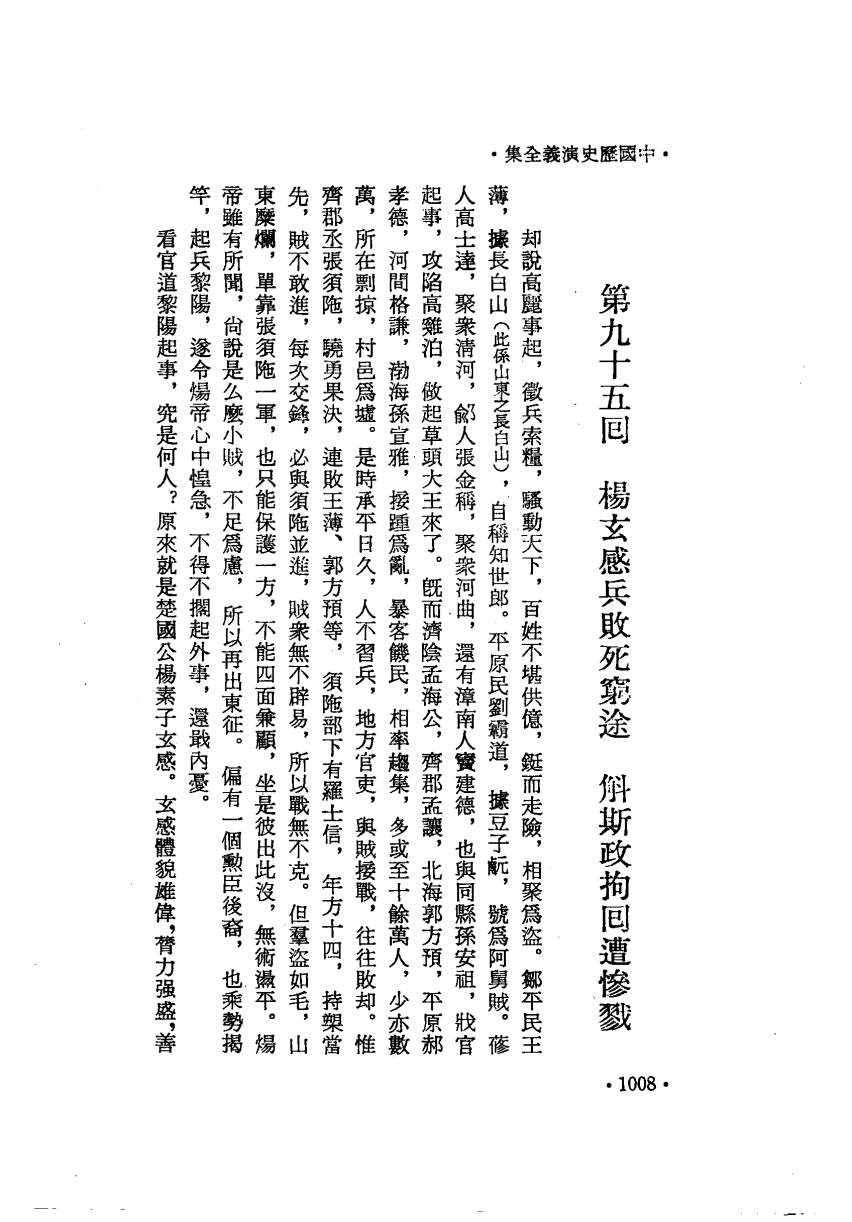 ·中國歷史演義全集·
第九十五回　楊玄感兵敗死窮途　斛斯政拘回遭慘戮
却說高麗事起，徵兵索糧，騷動天下，百姓不堪供億，鋌而走險，相聚爲盜。鄒平民王
薄，據長白山（此係山東之長白山），自稱知世郎。平原民劉霸道，據豆子䴚，號爲阿舅賊。蓚
人高士達，聚衆清河，鄃人張金稱，聚衆河曲，還有漳南人竇建德，也與同縣孫安祖，戕官
起事，攻陷高雞泊，做起草頭大王來了。旣而濟陰孟海公，齊郡孟讓，北海郭方預，平原郝
孝德，河間格謙，渤海孫宣雅，接踵爲亂，暴客饑民，相率趨集，多或至十餘萬人，少亦數
萬，所在剽掠，村邑爲墟。是時承平日久，人不習兵，地方官吏，與賊接戰，往往敗却。惟
齊郡丞張須陁，驍勇果決，連敗王薄、郭方預等，須陁部下有羅士信，年方十四，持槊當
先，賊不敢進，每次交鋒，必與須陁並進，賊衆無不辟易，所以戰無不克。但羣盜如毛，山
東糜爛，單靠張須陁一軍，也只能保護一方，不能四面兼顧，坐是彼出此沒，無術盪平。煬
帝雖有所聞，尙說是么麽小賊，不足爲慮，所以再出東征。偏有一個勲臣後裔，也乘勢揭
竿，起兵黎陽，遂令煬帝心中惶急，不得不擱起外事，還戢內憂。
看官道黎陽起事，究是何人？原來就是楚國公楊素子玄感。玄感體貌雄偉，膂力强盛，善
·1008·